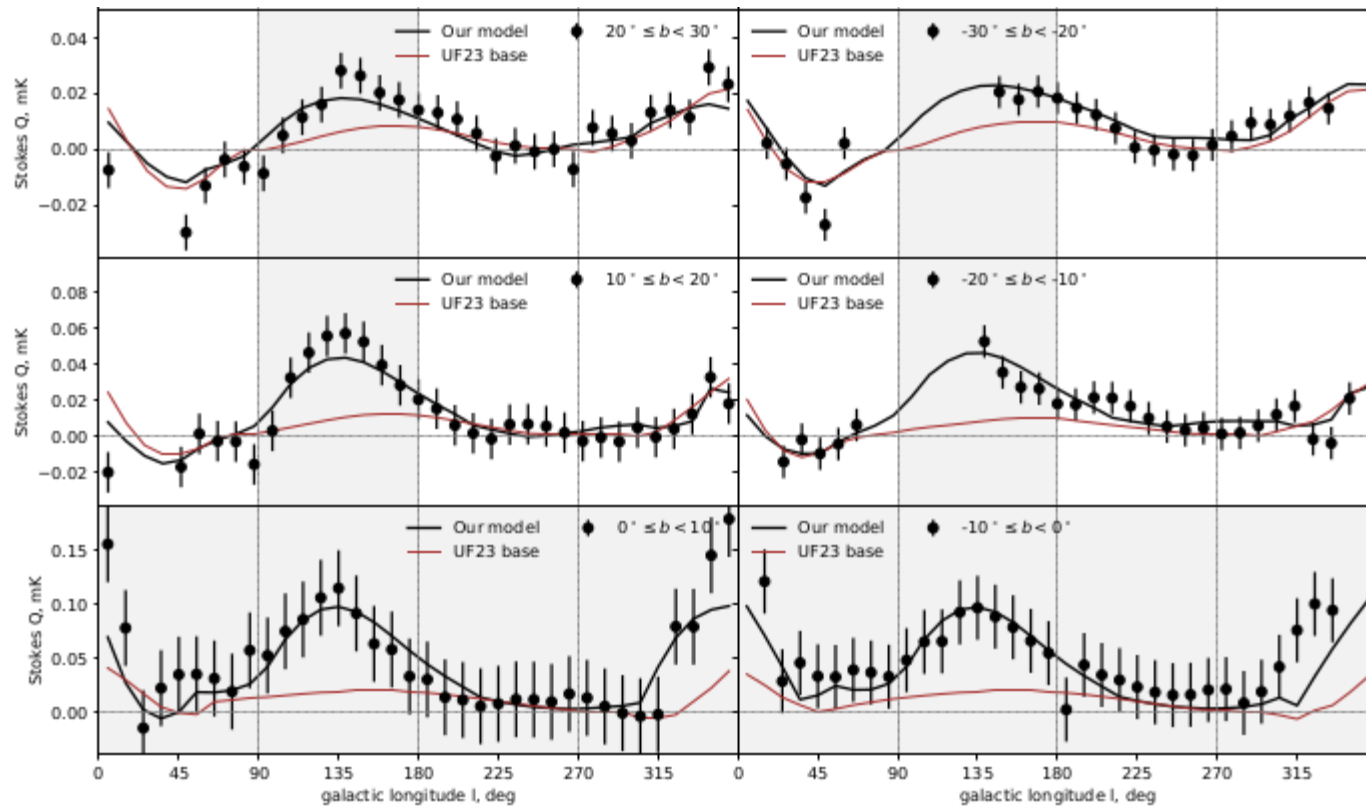 Our model 20° ≤ b < 30°
UF23 base
Our model -30° ≤ b < -20°
UF23 base
Stokes Q, mK
0.04
0.02
0.00
−0.02
Our model 10° ≤ b < 20°
UF23 base
Our model -20° ≤ b < -10°
UF23 base
Stokes Q, mK
0.08
0.06
0.04
0.02
0.00
−0.02
Our model 0° ≤ b < 10°
UF23 base
Our model -10° ≤ b < 0°
UF23 base
Stokes Q, mK
0.15
0.10
0.05
0.00
0 45 90 135 180 225 270 315 0 45 90 135 180 225 270 315
galactic longitude l, deg galactic longitude l, deg